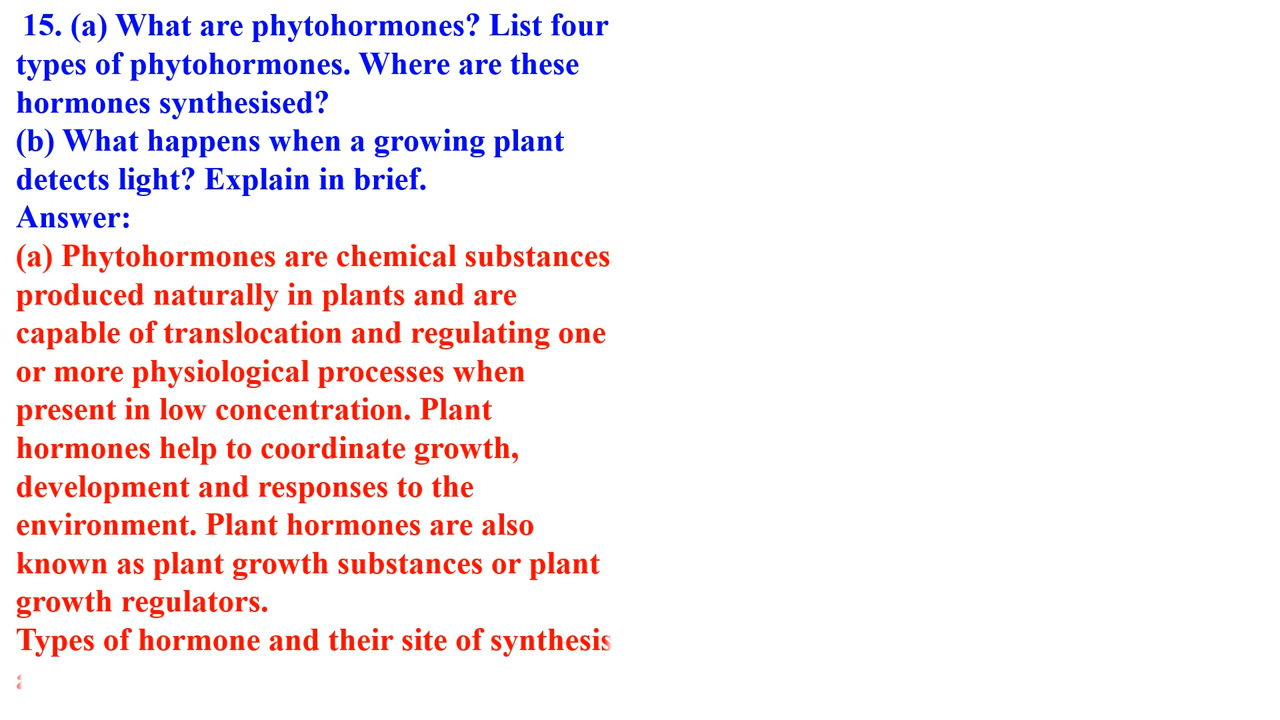 15. (a) What are phytohormones? List four
types of phytohormones. Where are these
hormones synthesised?
(b) What happens when a growing plant
detects light? Explain in brief.
Answer:
(a) Phytohormones are chemical substances
produced naturally in plants and are
capable of translocation and regulating one
or more physiological processes when
present in low concentration. Plant
hormones help to coordinate growth,
development and responses to the
environment. Plant hormones are also
known as plant growth substances or plant
growth regulators.
Types of hormone and their site of synthesis